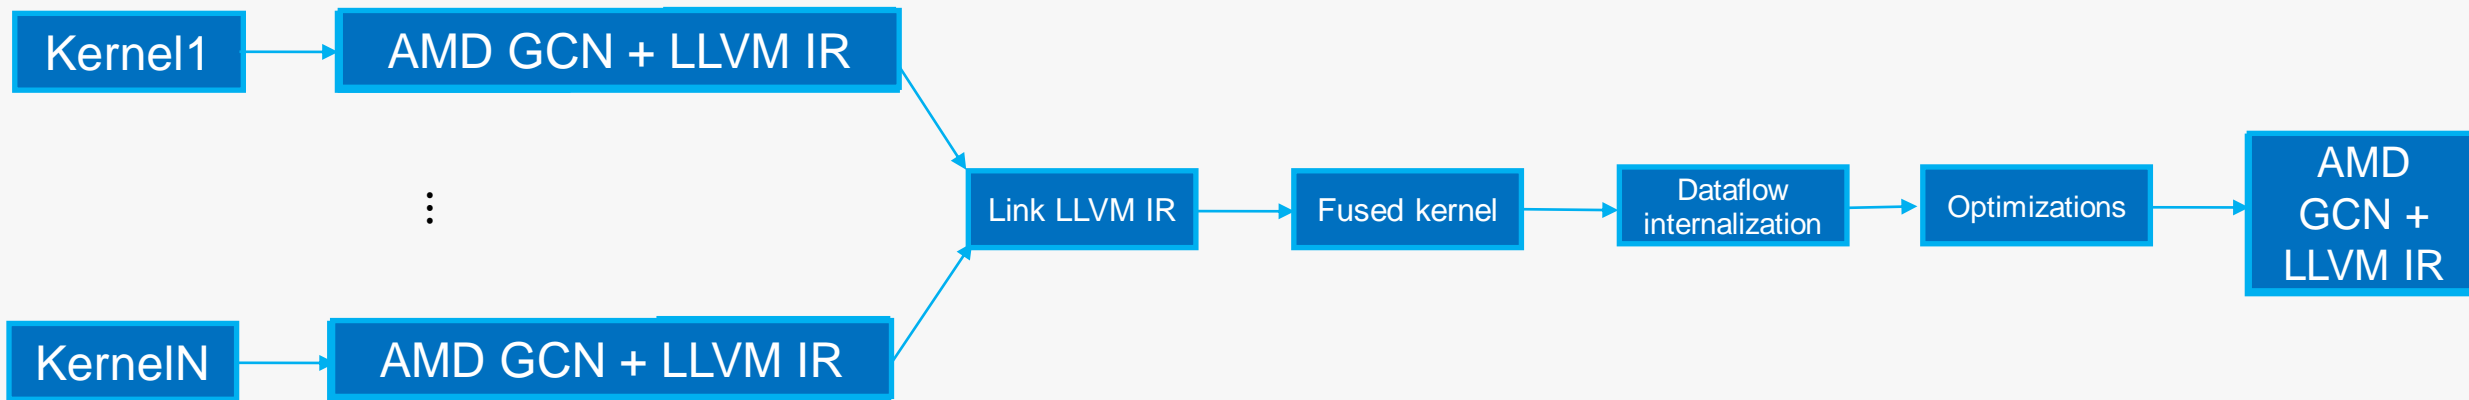 Kernel1
AMD GCN + LLVM IR
⋮
KernelN
AMD GCN + LLVM IR
Link LLVM IR
Fused kernel
Dataflow
internalization
Optimizations
AMD
GCN +
LLVM IR